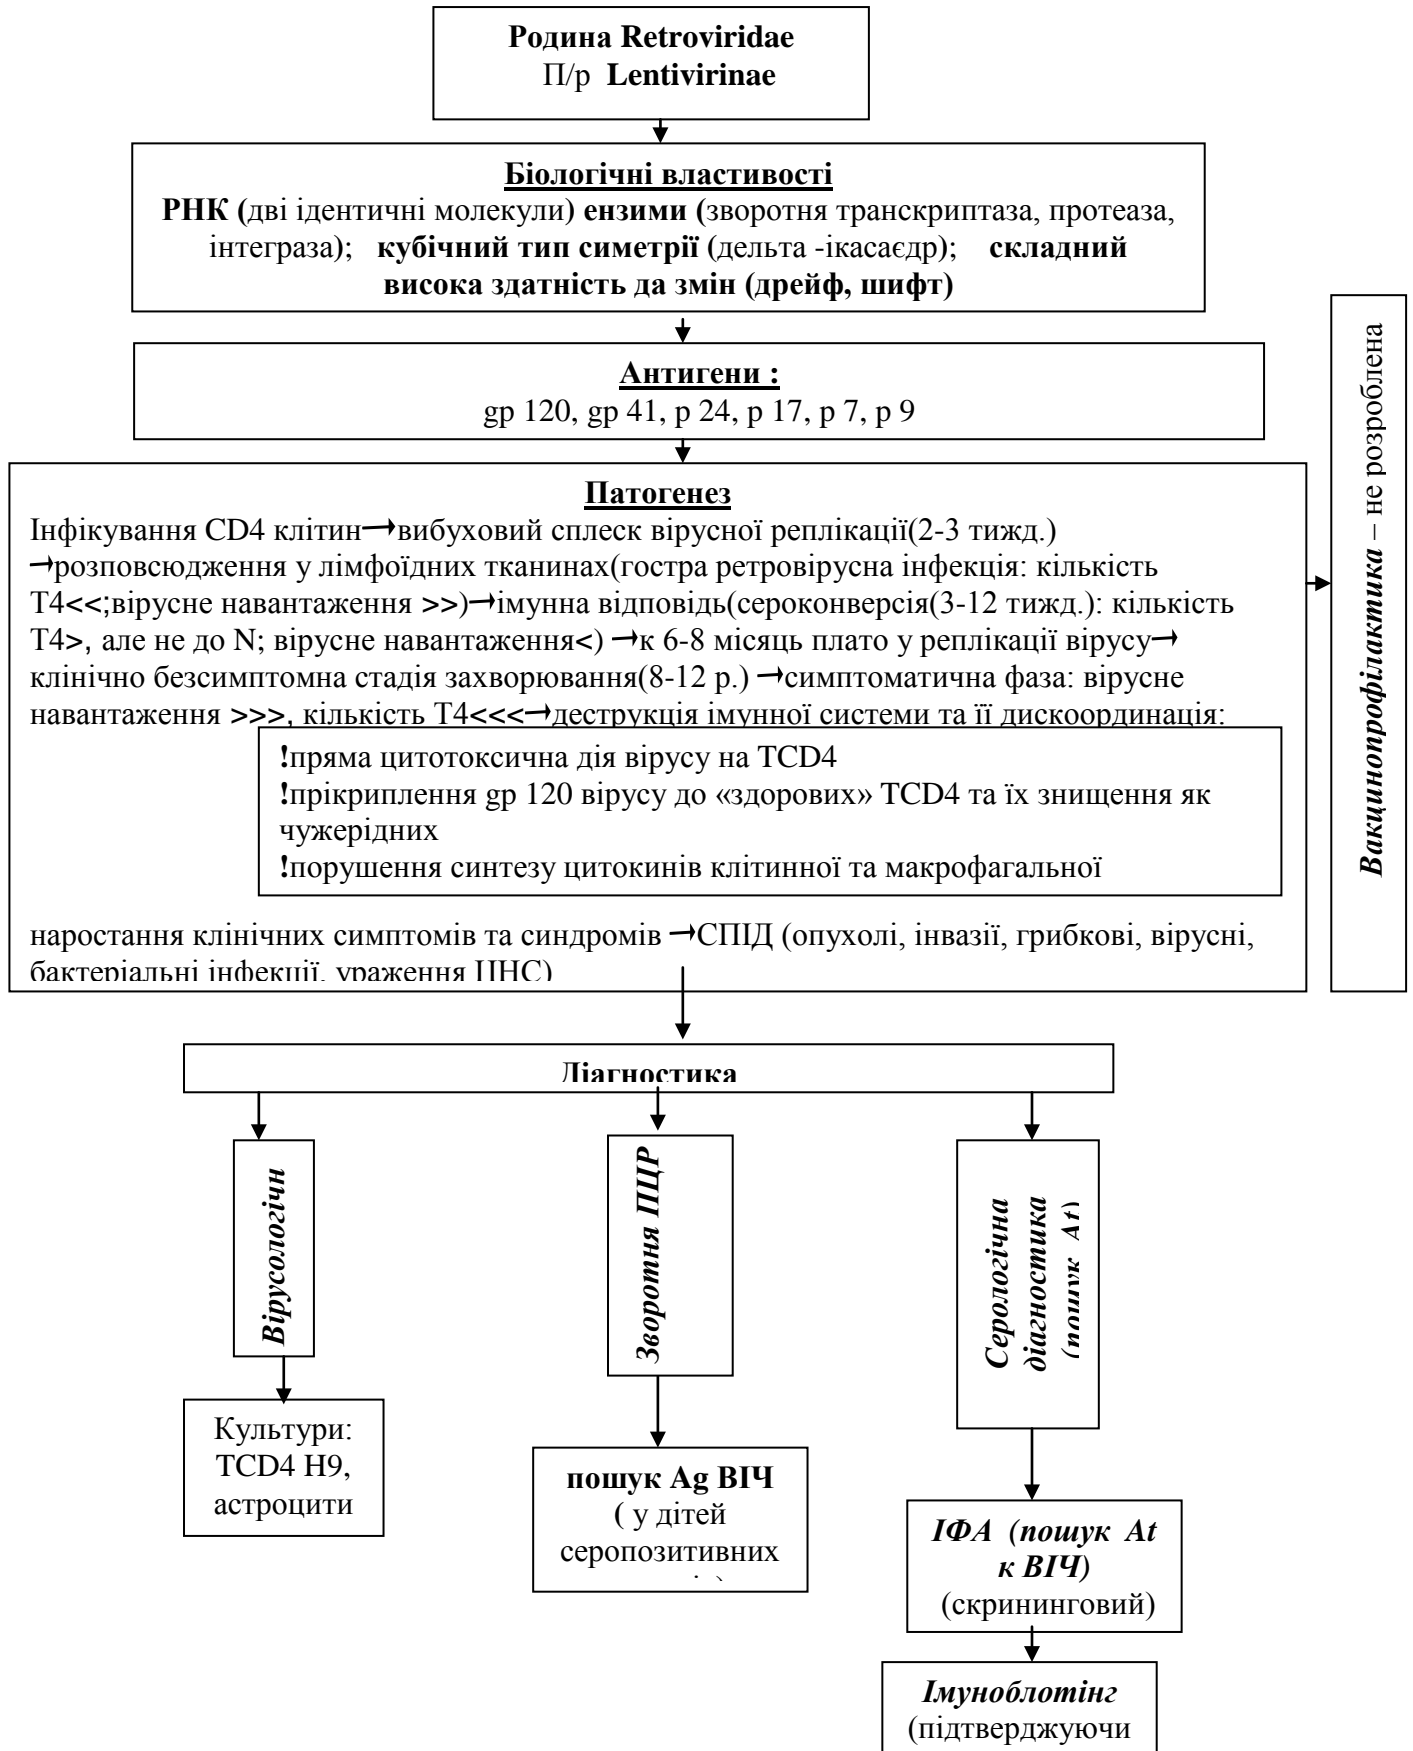 Родина Retroviridae
П/р Lentivirinae
Біологічні властивості
РНК (дві ідентичні молекули) ензими (зворотня транскриптаза, протеаза,
інтеграза); кубічний тип симетрії (дельта -ікасаєдр); складний
висока здатність да змін (дрейф, шифт)
Антигени :
gp 120, gp 41, p 24, p 17, p 7, p 9
Вакцинопрофілактика – не розроблена
Патогенез
Інфікування CD4 клітин→вибуховий сплеск вірусної реплікації(2-3 тижд.)
→розповсюдження у лімфоїдних тканинах(гостра ретровірусна інфекція: кількість
Т4<<;вірусне навантаження >>)→імунна відповідь(сероконверсія(3-12 тижд.): кількість
Т4>, але не до N; вірусне навантаження<) →к 6-8 місяць плато у реплікації вірусу→
клінічно безсимптомна стадія захворювання(8-12 р.) →симптоматична фаза: вірусне
навантаження >>>, кількість Т4<<<→деструкція імунної системи та її дискоординація:
!пряма цитотоксична дія вірусу на TCD4
!прікриплення gp 120 вірусу до «здорових» TCD4 та їх знищення як
чужерідних
!порушення синтезу цитокинів клітинної та макрофагальної
наростання клінічних симптомів та синдромів →СПІД (опухолі, інвазії, грибкові, вірусні,
бактеріальні інфекції, ураження ЦНС)
Діагностика
Вірусологічн
Зворотня ПЦР
Серологічна
діагностика
(пошук At)
Культури:
TCD4 H9,
астроцити
пошук Ag ВІЧ
( у дітей
серопозитивних
ІФА (пошук At
к ВІЧ)
(скрининговий)
Імуноблотінг
(підтверджуючи